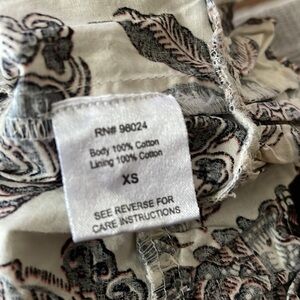 RN# 96024
Body 100% Cotton
Lining 100% Cotton
XS
SEE REVERSE FOR
CARE INSTRUCTIONS